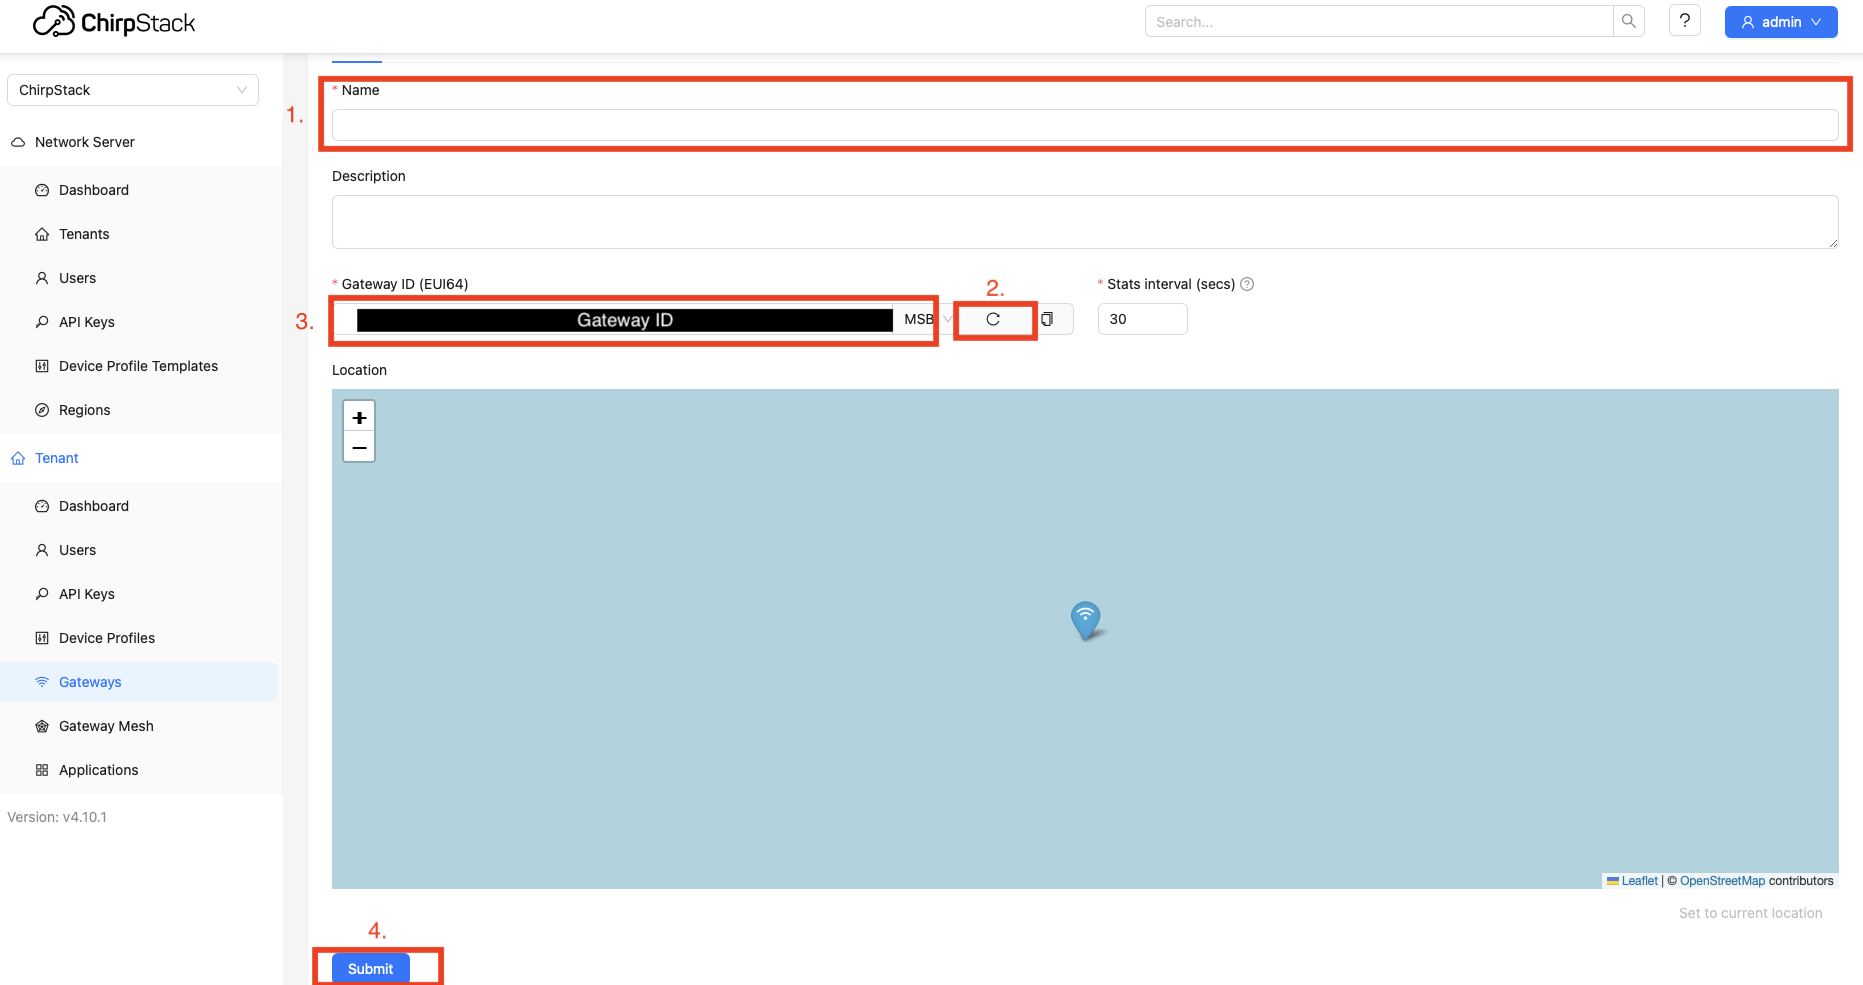 ChirpStack
Search...
?
admin
ChirpStack
Network Server
Dashboard
Tenants
Users
API Keys
Device Profile Templates
Regions
Tenant
Dashboard
Users
API Keys
Device Profiles
Gateways
Gateway Mesh
Applications
Version: v4.10.1
1.
* Name
Description
* Gateway ID (EUI64)
2.
* Stats interval (secs) ?
3.
Gateway ID
MSB
30
Location
+
−
Leaflet | © OpenStreetMap contributors
Set to current location
4.
Submit